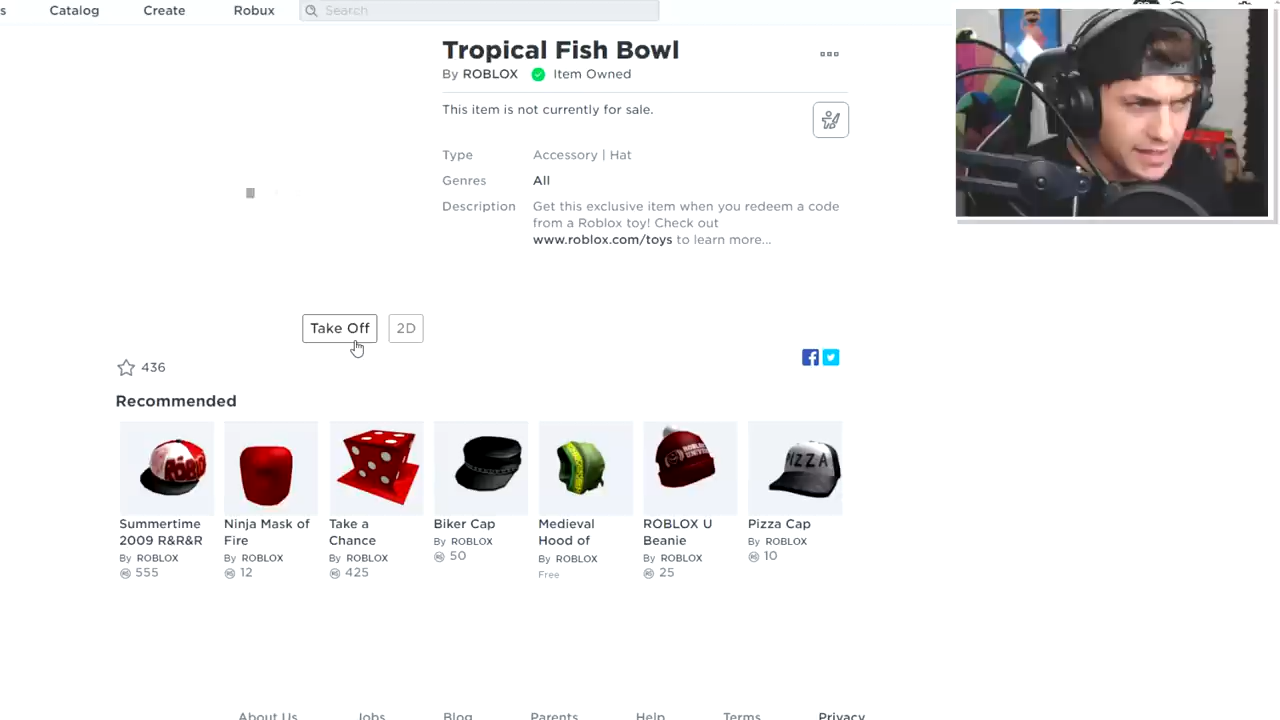 s Catalog Create Robux Search
Tropical Fish Bowl
By ROBLOX Item Owned
This item is not currently for sale.
Type Accessory | Hat
Genres All
Description Get this exclusive item when you redeem a code
from a Roblox toy! Check out
www.roblox.com/toys to learn more...
Take Off 2D
436
Recommended
PIZZA
Summertime Ninja Mask of Take a Biker Cap Medieval ROBLOX U Pizza Cap
2009 R&R&R Fire Chance By ROBLOX Hood of Beanie By ROBLOX
By ROBLOX By ROBLOX By ROBLOX 50 By ROBLOX By ROBLOX 10
555 12 425 Free 25
About Us Jobs Blog Parents Help Terms Privacy